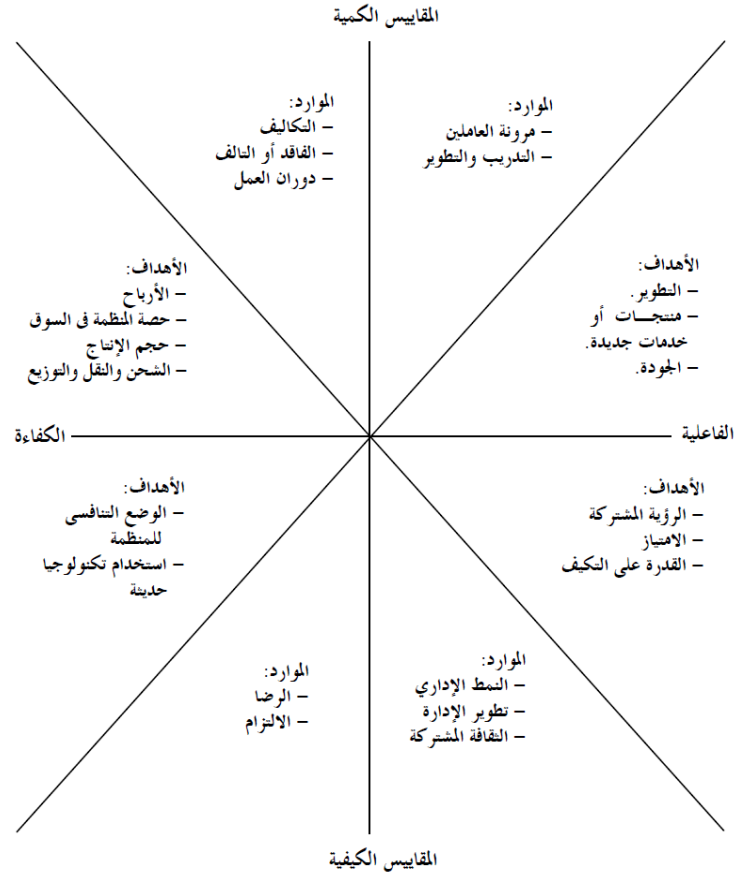 المقاييس الكمية
الموارد:
– مرونة العاملين
– التدريب والتطوير
الموارد:
– التكاليف
– الفاقد أو التالف
– دوران العمل
الأهداف:
– التطوير.
– منتجـــات أو
خدمات جديدة.
– الجودة.
الأهداف:
– الأرباح
– حصة المنظمة فى السوق
– حجم الإنتاج
– الشحن والنقل والتوزيع
الفاعلية
الكفاءة
الأهداف:
– الرؤية المشتركة
– الامتياز
– القدرة على التكيف
الأهداف:
– الوضع التنافسى
للمنظمة
– استخدام تكنولوجيا
حديثة
الموارد:
– النمط الإداري
– تطوير الإدارة
– الثقافة المشتركة
الموارد:
– الرضا
– الالتزام
المقاييس الكيفية